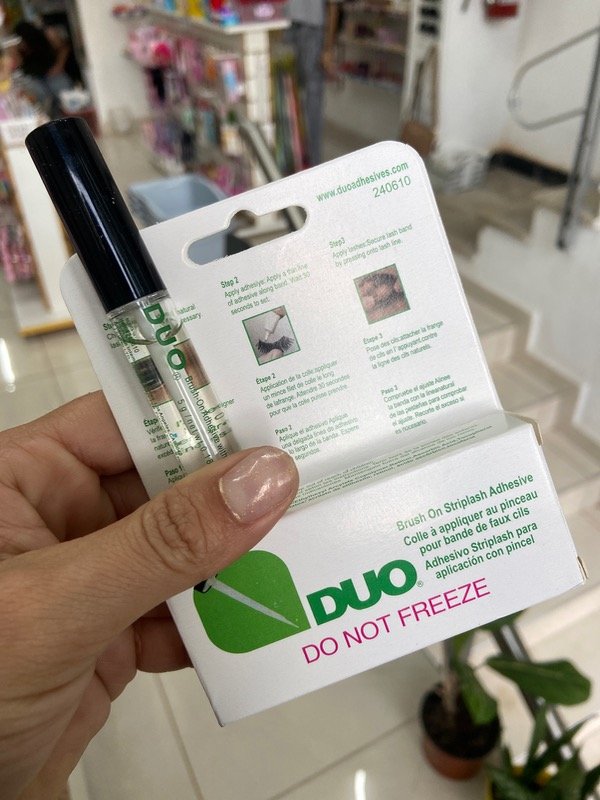 www.duoadhesives.com
240610
Step 2
Apply adhesive: Apply a thin line
of adhesive along band. Wait 30
seconds to set.
Step3
Apply lashes:Secure lash band
by pressing onto lash line.
Étape 2
Application de la colle:appliquer
un mince filet de colle le long
de lafrange. Attendre 30 secondes
pour que la colle puisse prendre
Étape 3
Pose des cils:attacher la frange
de cils en l' appuyant contre
la ligne des cils naturels.
Paso 2
Aplique el adhesivo Aplique
una delgada línea de adhesivo
lo largo de la banda. Espere
segundos.
Paso 3
Compruebe el ajuste Alinee
la banda con la lineanatural
de las pestañas para comprobar
el ajuste. Recorte el exceso si
es necesario.
natural
DUO
Brush On Adhesive
Brush On Striplash Adhesive
Colle à appliquer au pinceau
pour bande de faux cils
Adhesivo Striplash para
aplicación con pincel
DUO®
DO NOT FREEZE